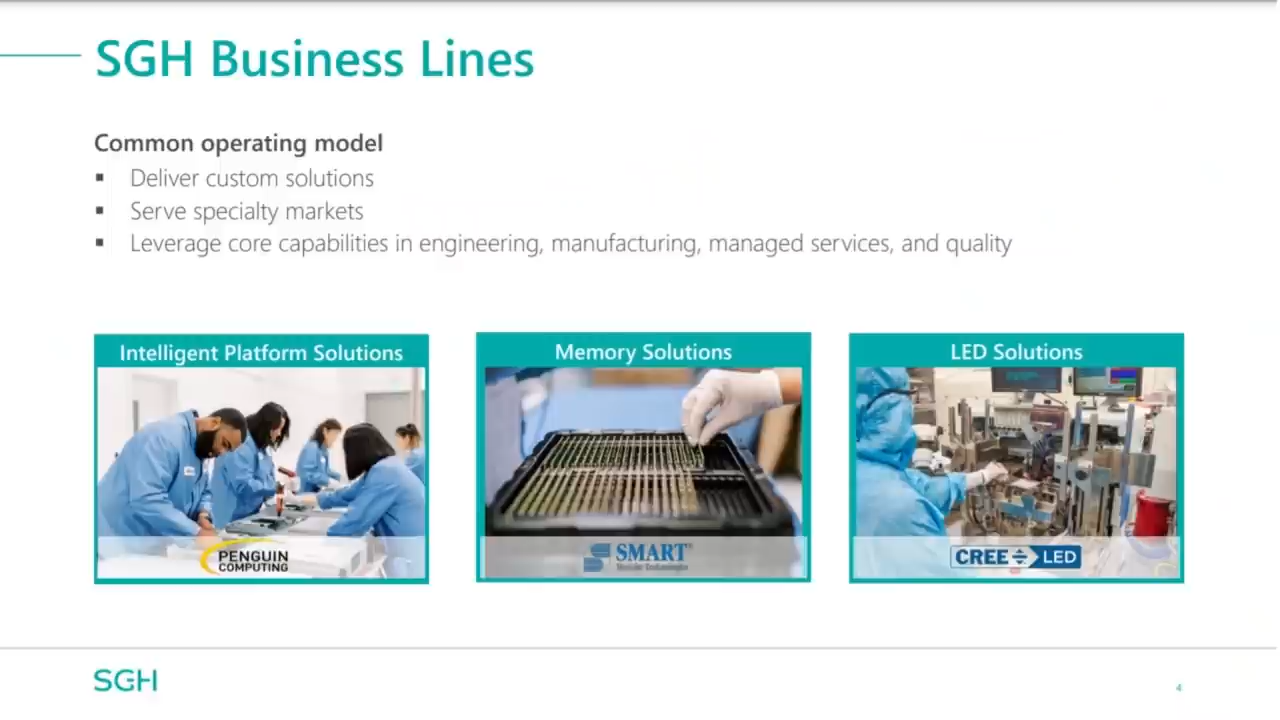 SGH Business Lines
Common operating model
▪ Deliver custom solutions
▪ Serve specialty markets
▪ Leverage core capabilities in engineering, manufacturing, managed services, and quality
Intelligent Platform Solutions
Memory Solutions
LED Solutions
PENGUIN
COMPUTING
SMART
CREE LED
SGH
4